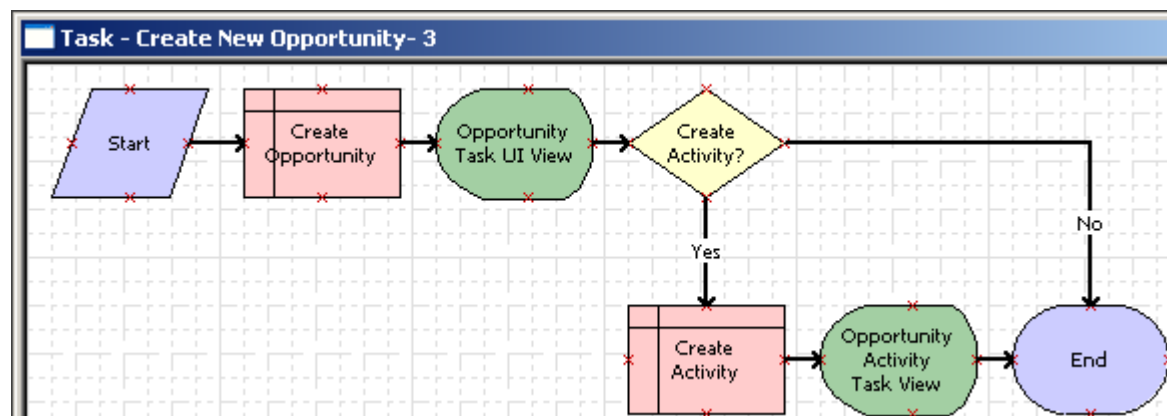 Task - Create New Opportunity- 3
Start
Create
Opportunity
Opportunity
Task UI View
Create
Activity?
No
Yes
Create
Activity
Opportunity
Activity
Task View
End